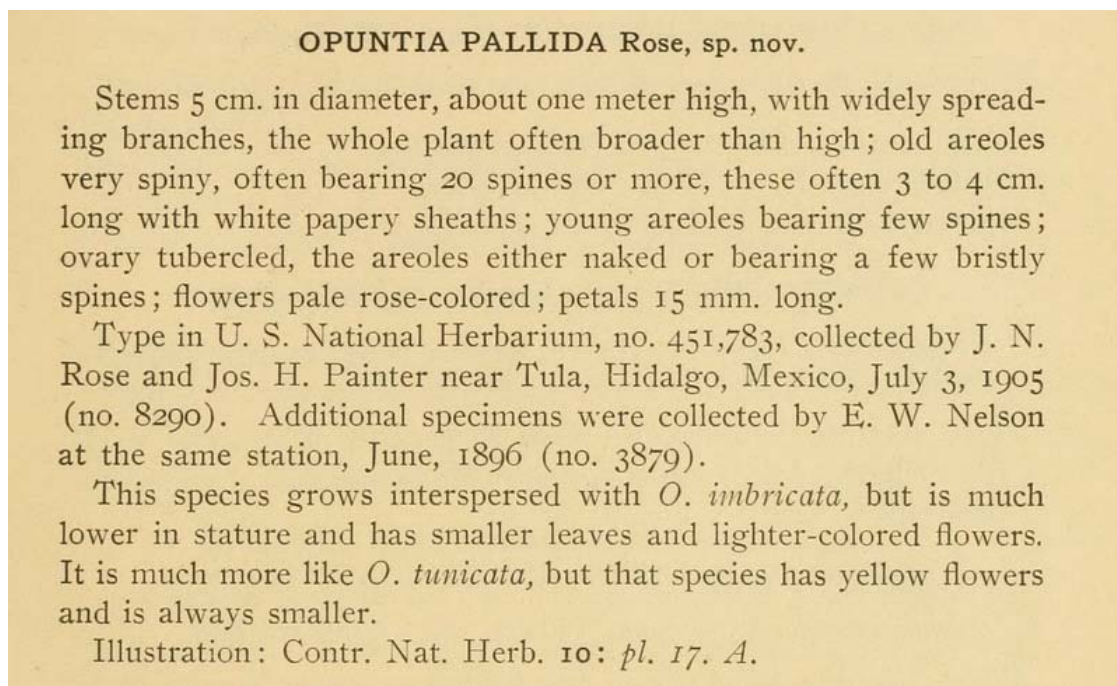 OPUNTIA PALLIDA Rose, sp. nov.
Stems 5 cm. in diameter, about one meter high, with widely spread-
ing branches, the whole plant often broader than high; old areoles
very spiny, often bearing 20 spines or more, these often 3 to 4 cm.
long with white papery sheaths; young areoles bearing few spines;
ovary tubercled, the areoles either naked or bearing a few bristly
spines; flowers pale rose-colored; petals 15 mm. long.
Type in U. S. National Herbarium, no. 451,783, collected by J. N.
Rose and Jos. H. Painter near Tula, Hidalgo, Mexico, July 3, 1905
(no. 8290). Additional specimens were collected by E. W. Nelson
at the same station, June, 1896 (no. 3879).
This species grows interspersed with O. imbricata, but is much
lower in stature and has smaller leaves and lighter-colored flowers.
It is much more like O. tunicata, but that species has yellow flowers
and is always smaller.
Illustration: Contr. Nat. Herb. 10: pl. 17. A.